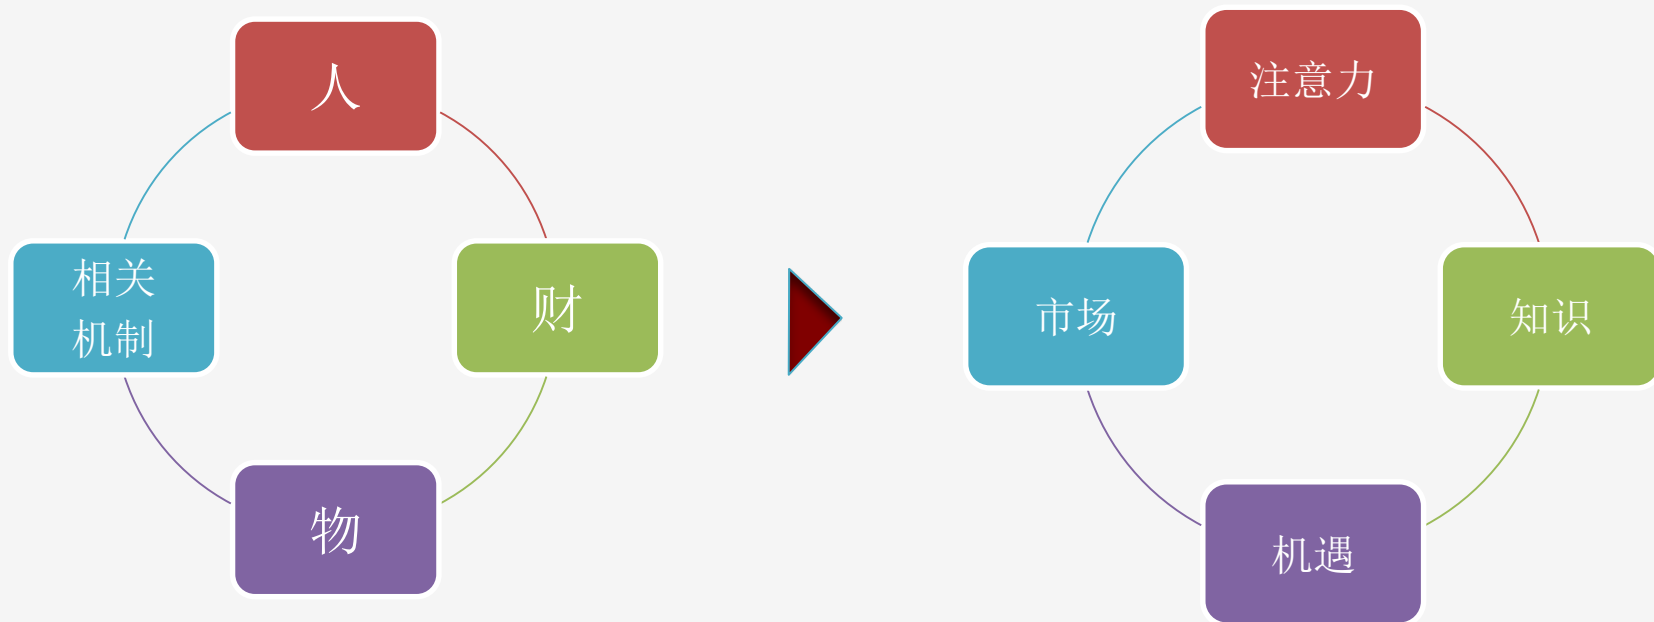 人
财
物
相关
机制
注意力
知识
机遇
市场